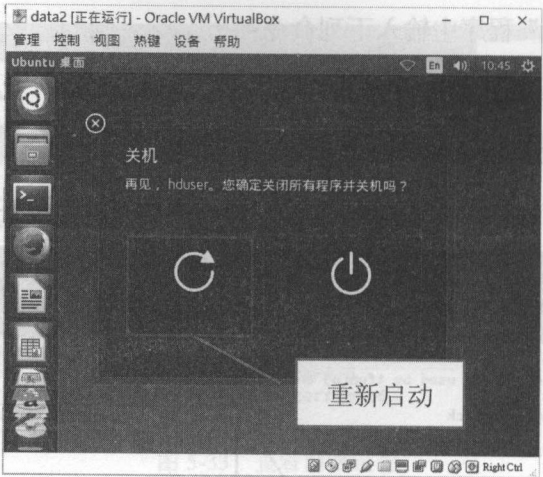 data2 [正在运行] - Oracle VM VirtualBox
管理 控制 视图 热键 设备 帮助
Ubuntu 桌面 En 10:45
关机
再见，hduser。您确定关闭所有程序并关机吗？
重新启动
Right Ctrl